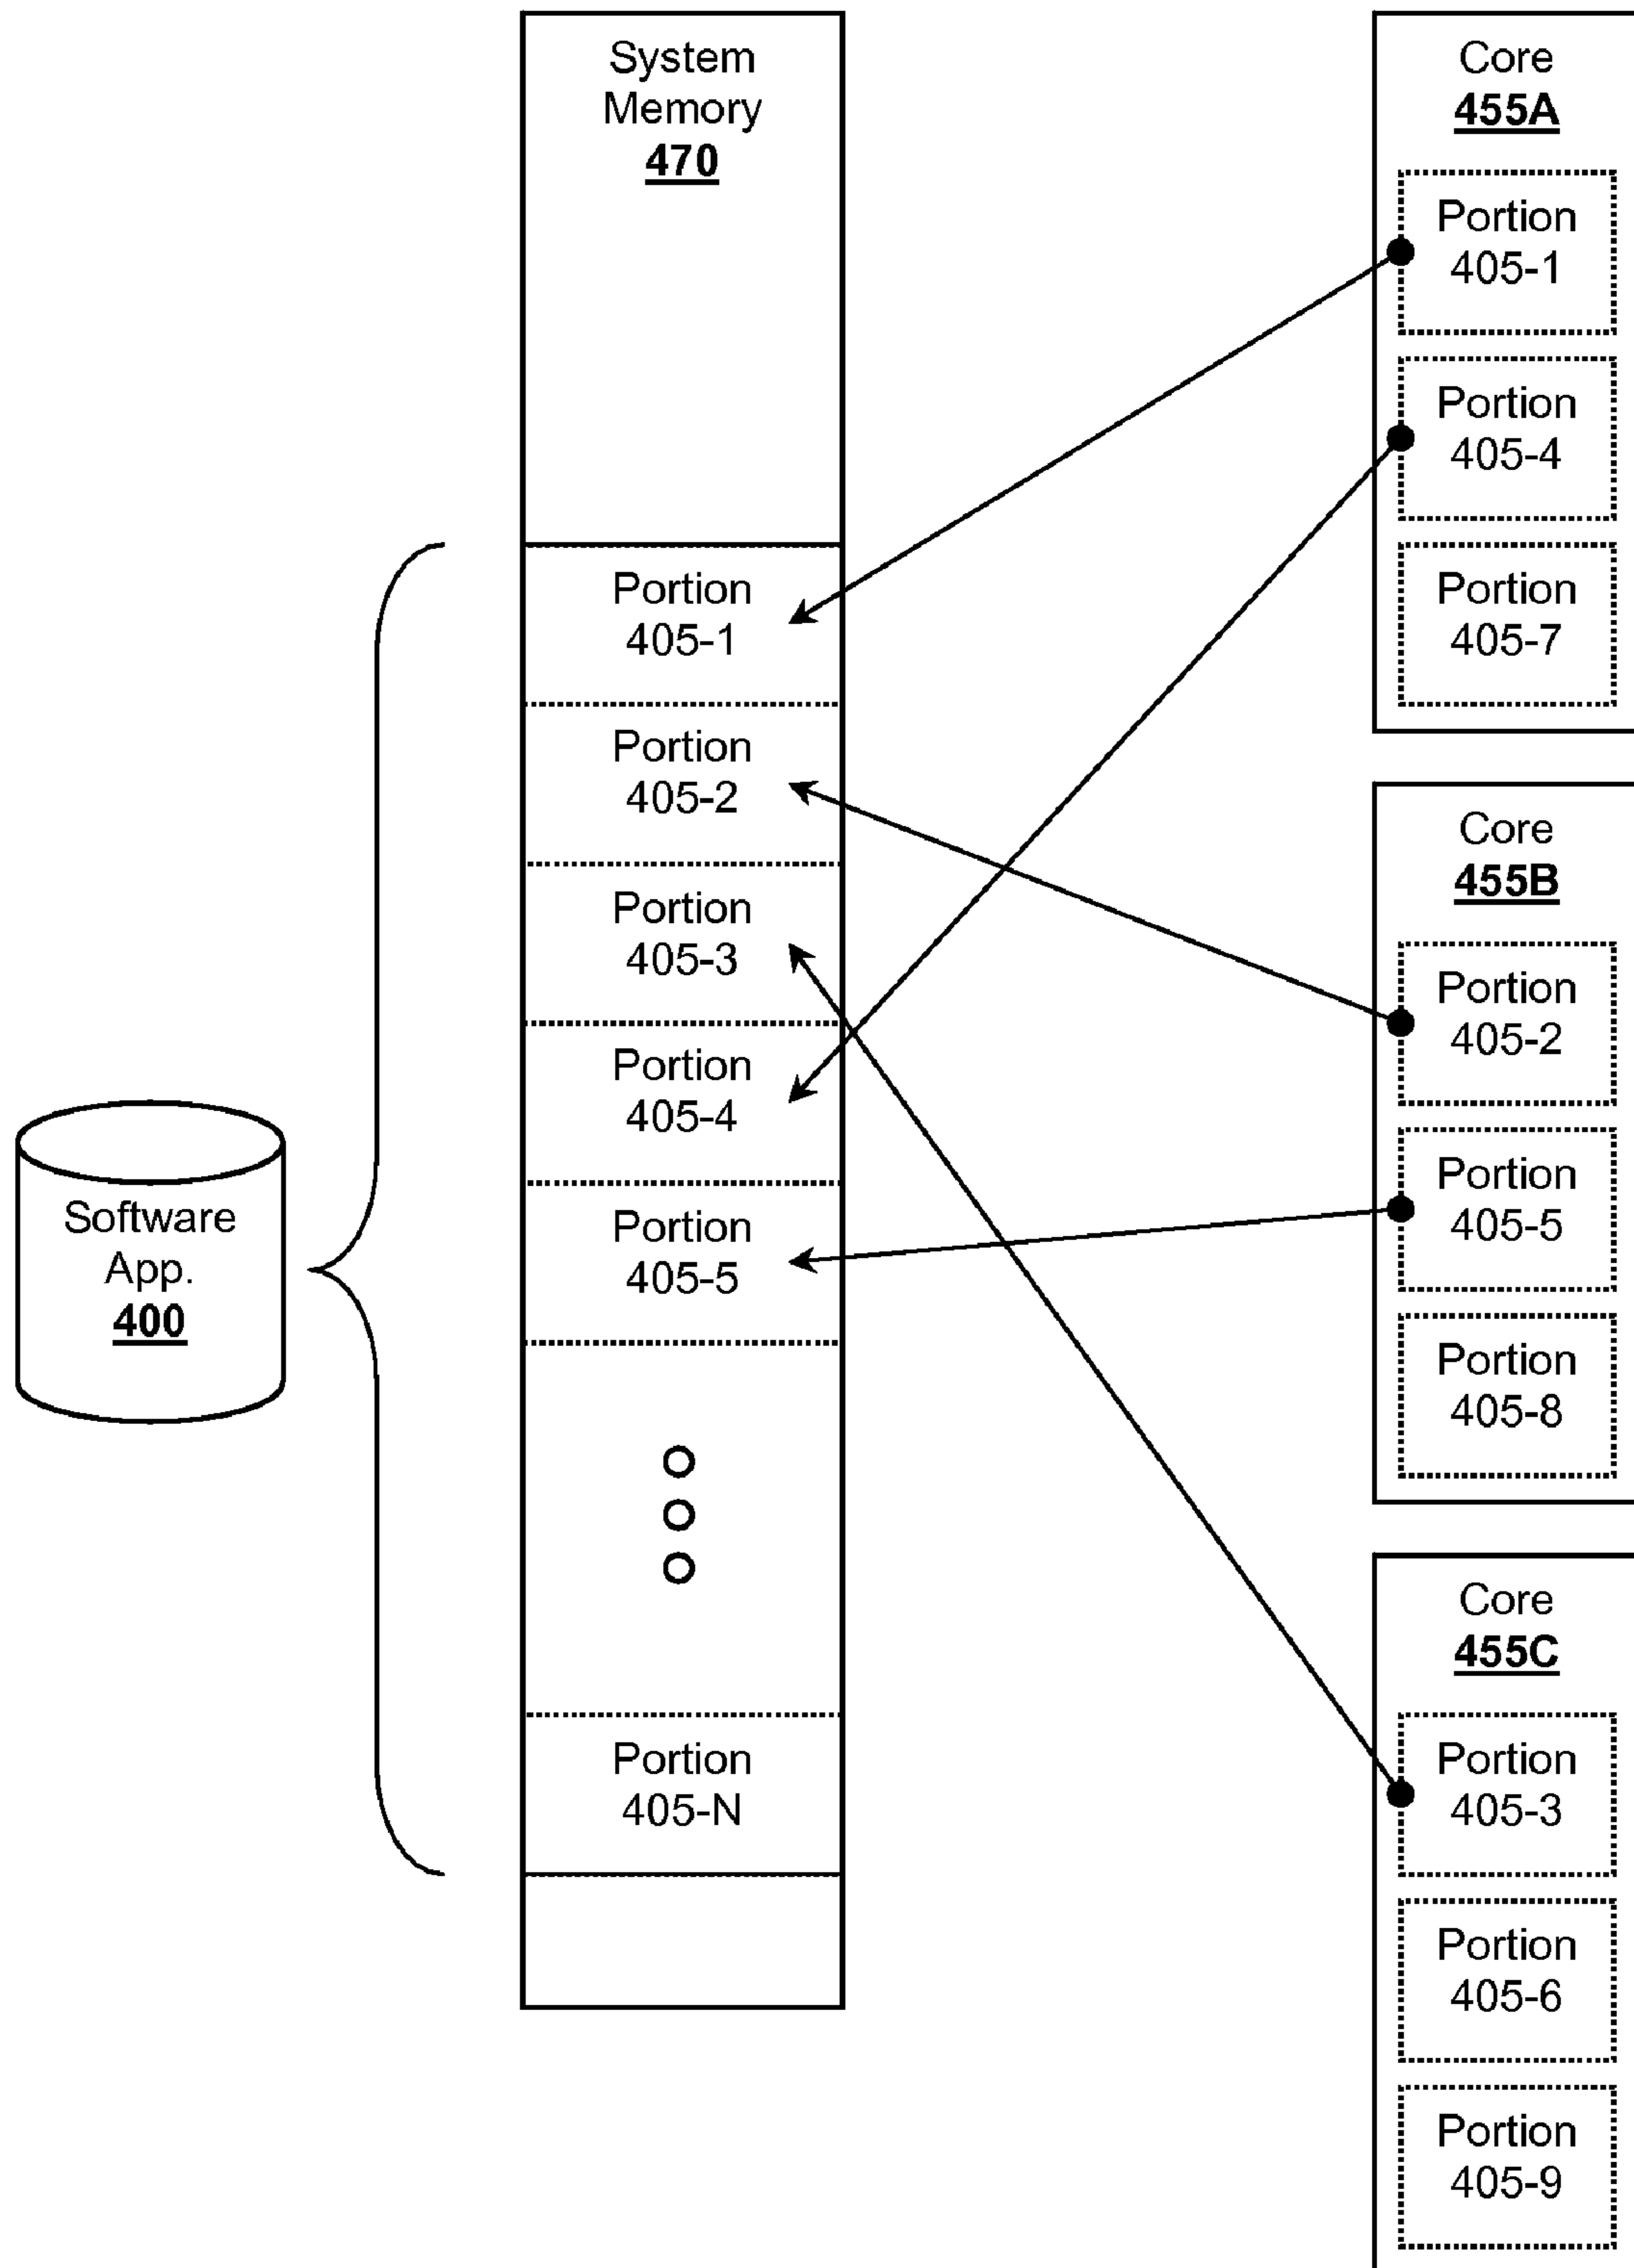 Software
App.
400
System
Memory
470
Portion
405-1
Portion
405-2
Portion
405-3
Portion
405-4
Portion
405-5
Portion
405-N
Core
455A
Portion
405-1
Portion
405-4
Portion
405-7
Core
455B
Portion
405-2
Portion
405-5
Portion
405-8
Core
455C
Portion
405-3
Portion
405-6
Portion
405-9